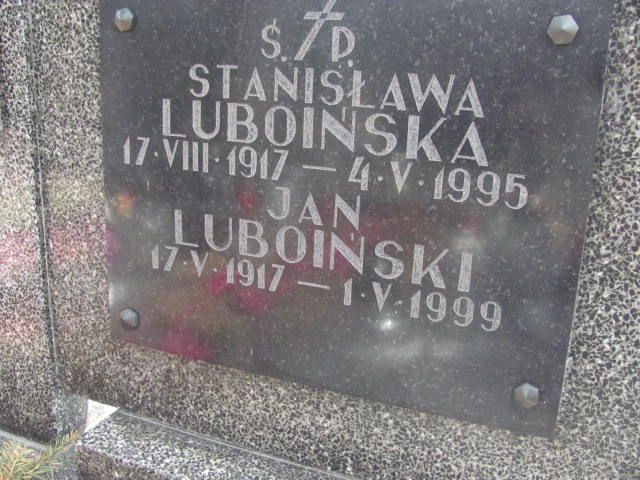 Ś. P.
STANISŁAWA
LUBOIŃSKA
17·VIII·1917 — 4·V·1995
JAN
LUBOIŃSKI
17·V·1917 — 1·V·1999